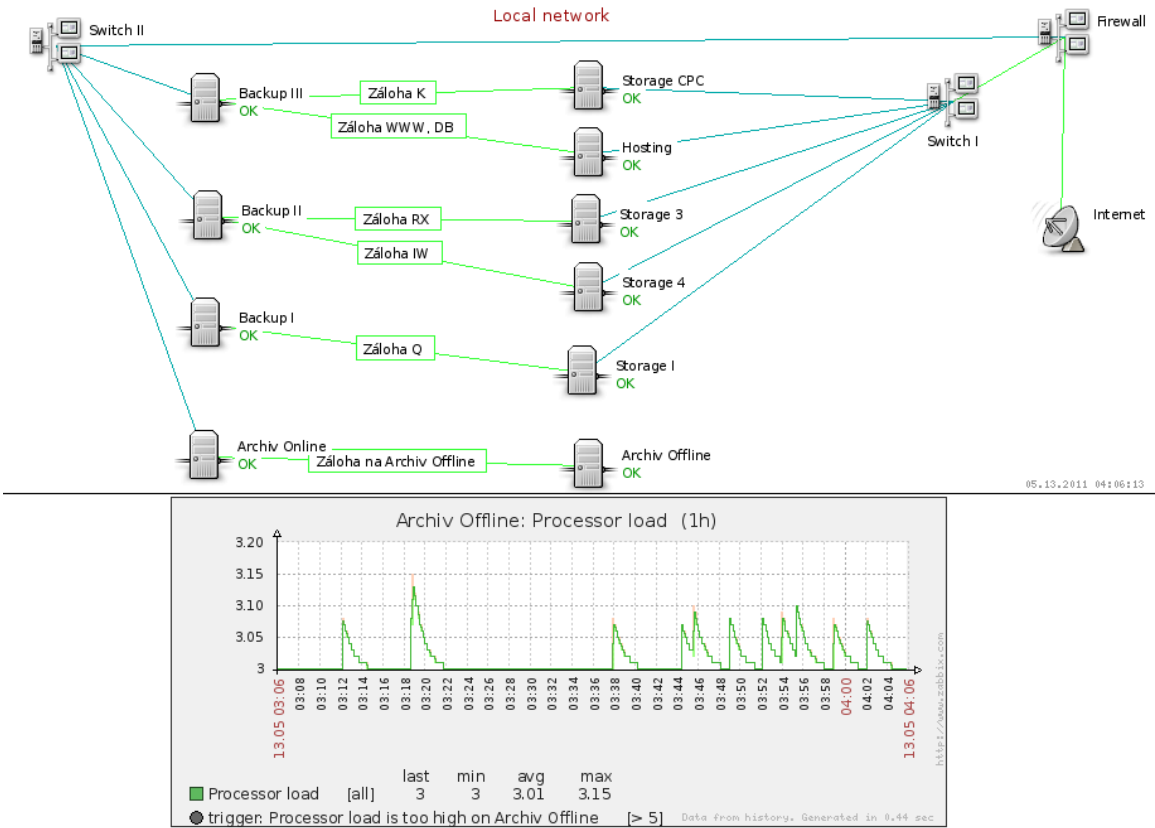 Local network
Switch II
Firewall
Backup III
OK
Záloha K
Storage CPC
OK
Záloha WWW, DB
Hosting
OK
Switch I
Backup II
OK
Záloha RX
Storage 3
OK
Internet
Záloha IW
Storage 4
OK
Backup I
OK
Záloha Q
Storage I
OK
Archiv Online
OK
Záloha na Archiv Offline
Archiv Offline
OK
05.13.2011 04:06:13
Archiv Offline: Processor load (1h)
3.20
3.15
3.10
3.05
3
13.05 03:06
03:08
03:10
03:12
03:14
03:16
03:18
03:20
03:22
03:24
03:26
03:28
03:30
03:32
03:34
03:36
03:38
03:40
03:42
03:44
03:46
03:48
03:50
03:52
03:54
03:56
03:58
04:00
04:02
04:04
13.05 04:06
http://www.zabbix.com
last min avg max
Processor load [all] 3 3 3.01 3.15
trigger: Processor load is too high on Archiv Offline [> 5]
Data from history. Generated in 0.44 sec